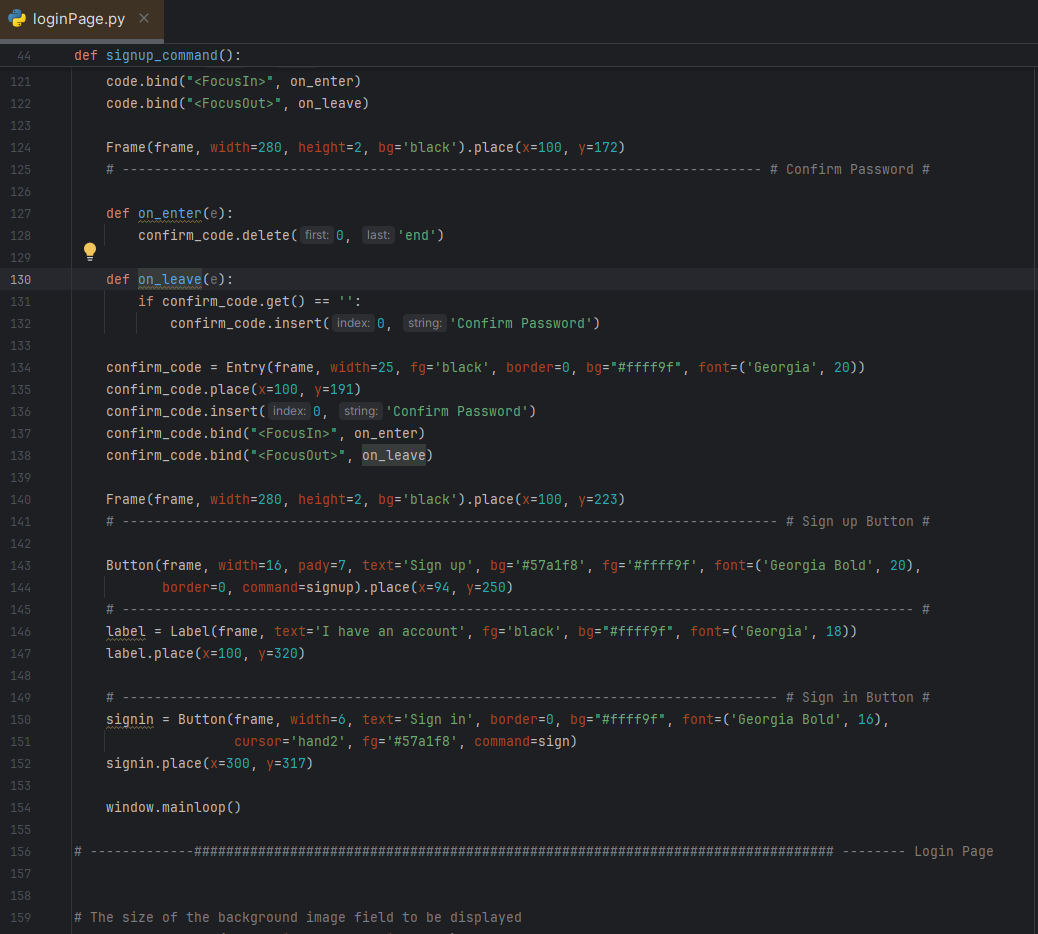 loginPage.py ×
44 def signup_command():
121 code.bind("<FocusIn>", on_enter)
122 code.bind("<FocusOut>", on_leave)
123
124 Frame(frame, width=280, height=2, bg='black').place(x=100, y=172)
125 # -------------------------------------------------------------------------------- # Confirm Password #
126
127 def on_enter(e):
128 confirm_code.delete( first: 0, last: 'end')
129
130 def on_leave(e):
131 if confirm_code.get() == '':
132 confirm_code.insert( index: 0, string: 'Confirm Password')
133
134 confirm_code = Entry(frame, width=25, fg='black', border=0, bg="#ffff9f", font=('Georgia', 20))
135 confirm_code.place(x=100, y=191)
136 confirm_code.insert( index: 0, string: 'Confirm Password')
137 confirm_code.bind("<FocusIn>", on_enter)
138 confirm_code.bind("<FocusOut>", on_leave)
139
140 Frame(frame, width=280, height=2, bg='black').place(x=100, y=223)
141 # ---------------------------------------------------------------------------------- # Sign up Button #
142
143 Button(frame, width=16, pady=7, text='Sign up', bg='#57a1f8', fg='#ffff9f', font=('Georgia Bold', 20),
144 border=0, command=signup).place(x=94, y=250)
145 # --------------------------------------------------------------------------------------------------- #
146 label = Label(frame, text='I have an account', fg='black', bg="#ffff9f", font=('Georgia', 18))
147 label.place(x=100, y=320)
148
149 # ---------------------------------------------------------------------------------- # Sign in Button #
150 signin = Button(frame, width=6, text='Sign in', border=0, bg="#ffff9f", font=('Georgia Bold', 16),
151 cursor='hand2', fg='#57a1f8', command=sign)
152 signin.place(x=300, y=317)
153
154 window.mainloop()
155
156 # -------------################################################################################ -------- Login Page
157
158
159 # The size of the background image field to be displayed